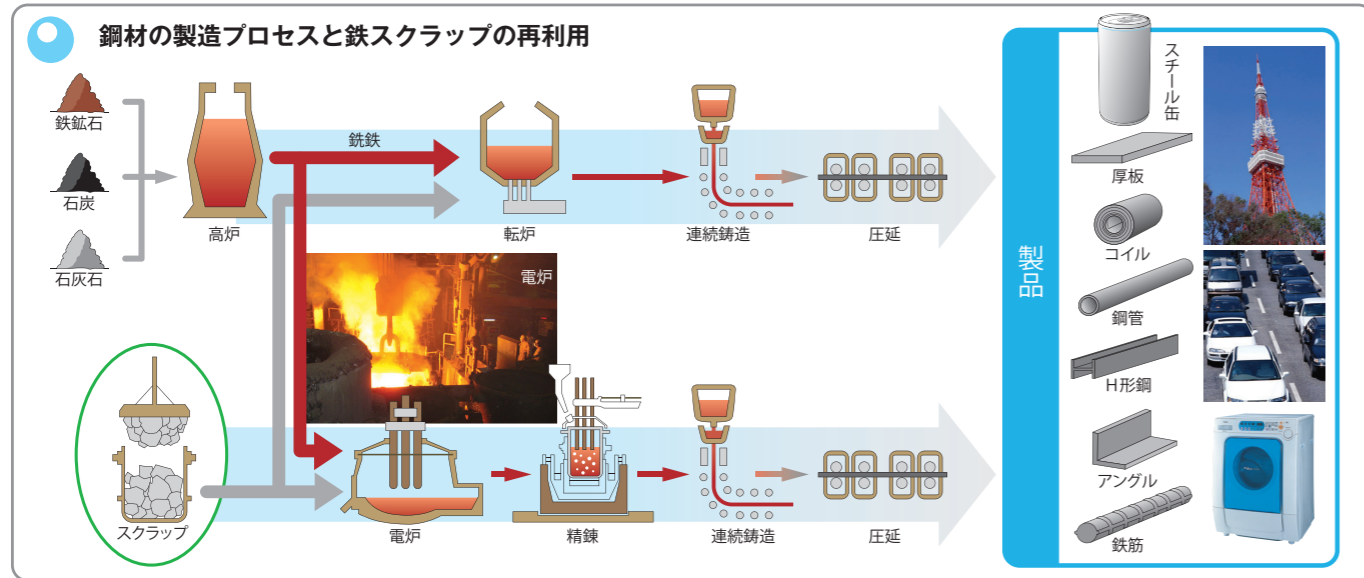 鋼材の製造プロセスと鉄スクラップの再利用
鉄鉱石
石炭
石灰石
高炉
銑鉄
転炉
連続鋳造
圧延
電炉
スクラップ
電炉
精錬
連続鋳造
圧延
製品
スチール缶
厚板
コイル
鋼管
H形鋼
アングル
鉄筋